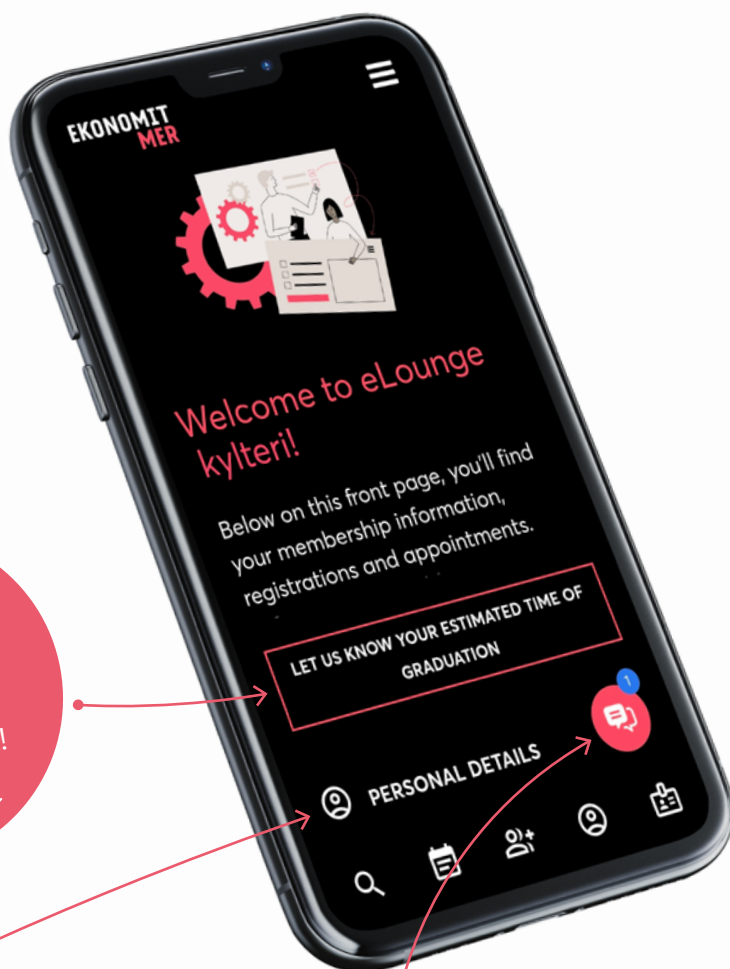 EKONOMIT
MER
Welcome to eLounge
kylteri!
Below on this front page, you'll find
your membership information,
registrations and appointments.
LET US KNOW YOUR ESTIMATED TIME OF
GRADUATION
1
PERSONAL DETAILS
!